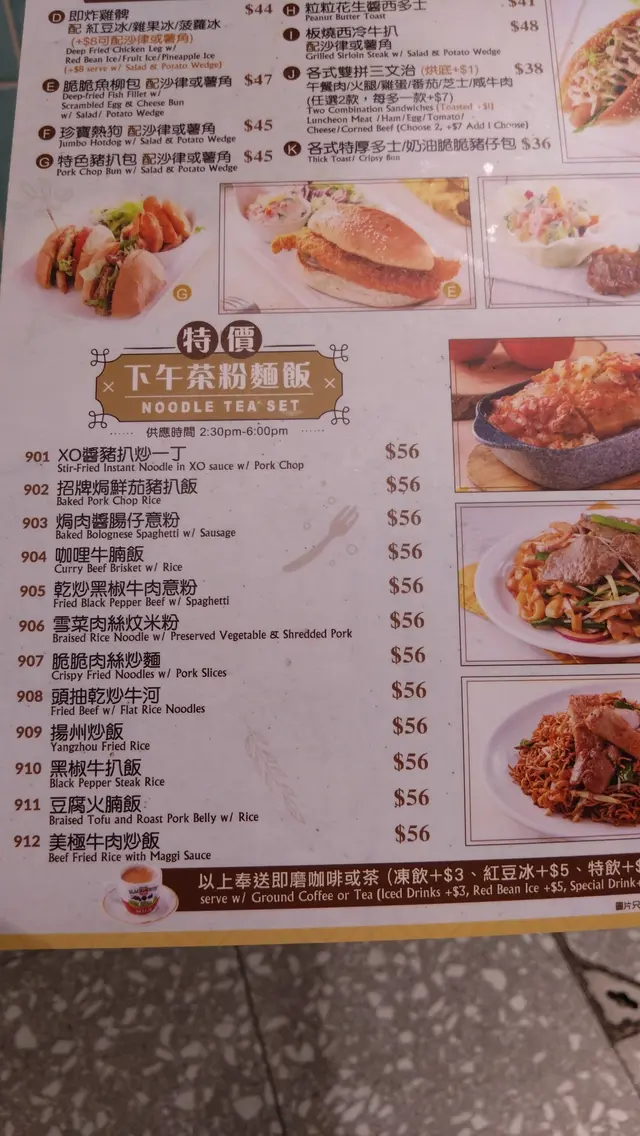 D 即炸雞髀 $44
配 紅豆冰/雜果冰/菠蘿冰
(+$8可配沙律或薯角)
Deep Fried Chicken Leg w/
Red Bean Ice/Fruit Ice/Pineapple Ice
(+$8 serve w/ Salad & Potato Wedge)
E 脆脆魚柳包 配沙律或薯角 $47
Deep-fried Fish Fillet w/
Scrambled Egg & Cheese Bun
w/ Salad/ Potato Wedge
F 珍寶熱狗 配沙律或薯角 $45
Jumbo Hotdog w/ Salad & Potato Wedge
G 特色豬扒包 配沙律或薯角 $45
Pork Chop Bun w/ Salad & Potato Wedge
H 粒粒花生醬西多士 $41
Peanut Butter Toast
I 板燒西冷牛扒 $48
配沙律或薯角
Grilled Sirloin Steak w/ Salad & Potato Wedge
J 各式雙拼三文治 (烘底+$1) $38
午餐肉/火腿/雞蛋/番茄/芝士/咸牛肉
(任選2款，每多一款+$7)
Two Combination Sandwiches (Toasted +$1)
Luncheon Meat /Ham/Egg/Tomato/
Cheese/Corned Beef (Choose 2, +$7 Add 1 Choose)
K 各式特厚多士/奶油脆脆豬仔包 $36
Thick Toast/ Cripsy Bun
G
E
特價
下午茶粉麵飯
NOODLE TEA SET
供應時間 2:30pm-6:00pm
901 XO醬豬扒炒一丁 $56
Stir-Fried Instant Noodle in XO sauce w/ Pork Chop
902 招牌焗鮮茄豬扒飯 $56
Baked Pork Chop Rice
903 焗肉醬腸仔意粉 $56
Baked Bolognese Spaghetti w/ Sausage
904 咖喱牛腩飯 $56
Curry Beef Brisket w/ Rice
905 乾炒黑椒牛肉意粉 $56
Fried Black Pepper Beef w/ Spaghetti
906 雪菜肉絲炆米粉 $56
Braised Rice Noodle w/ Preserved Vegetable & Shredded Pork
907 脆脆肉絲炒麵 $56
Crispy Fried Noodles w/ Pork Slices
908 頭抽乾炒牛河 $56
Fried Beef w/ Flat Rice Noodles
909 揚州炒飯 $56
Yangzhou Fried Rice
910 黑椒牛扒飯 $56
Black Pepper Steak Rice
911 豆腐火腩飯 $56
Braised Tofu and Roast Pork Belly w/ Rice
912 美極牛肉炒飯 $56
Beef Fried Rice with Maggi Sauce
以上奉送即磨咖啡或茶 (凍飲+$3、紅豆冰+$5、特飲+$
serve w/ Ground Coffee or Tea (Iced Drinks +$3, Red Bean Ice +$5, Special Drink+
圖片只